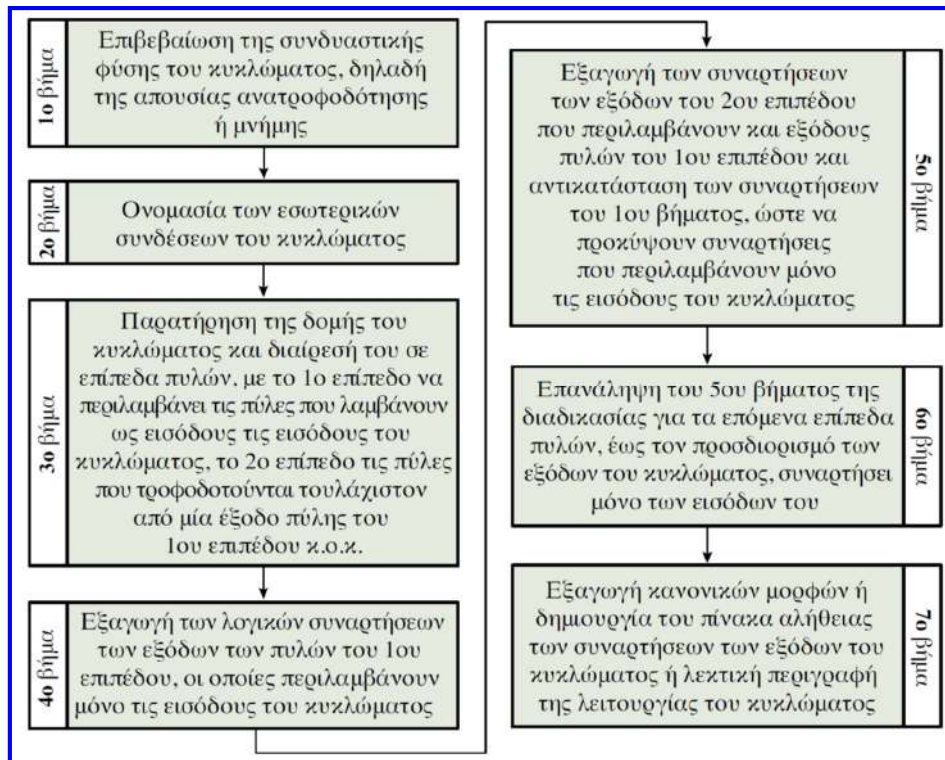 1ο βήμα
Επιβεβαίωση της συνδυαστικής
φύσης του κυκλώματος, δηλαδή
της απουσίας ανατροφοδότησης
ή μνήμης
2ο βήμα
Ονομασία των εσωτερικών
συνδέσεων του κυκλώματος
3ο βήμα
Παρατήρηση της δομής του
κυκλώματος και διαίρεσή του σε
επίπεδα πυλών, με το 1ο επίπεδο να
περιλαμβάνει τις πύλες που λαμβάνουν
ως εισόδους τις εισόδους του
κυκλώματος, το 2ο επίπεδο τις πύλες
που τροφοδοτούνται τουλάχιστον
από μία έξοδο πύλης του
1ου επιπέδου κ.ο.κ.
4ο βήμα
Εξαγωγή των λογικών συναρτήσεων
των εξόδων των πυλών του 1ου
επιπέδου, οι οποίες περιλαμβάνουν
μόνο τις εισόδους του κυκλώματος
Εξαγωγή των συναρτήσεων
των εξόδων του 2ου επιπέδου
που περιλαμβάνουν και εξόδους
πυλών του 1ου επιπέδου και
αντικατάσταση των συναρτήσεων
του 1ου βήματος, ώστε να
προκύψουν συναρτήσεις
που περιλαμβάνουν μόνο
τις εισόδους του κυκλώματος
5ο βήμα
Επανάληψη του 5ου βήματος της
διαδικασίας για τα επόμενα επίπεδα
πυλών, έως τον προσδιορισμό των
εξόδων του κυκλώματος, συναρτήσει
μόνο των εισόδων του
6ο βήμα
Εξαγωγή κανονικών μορφών ή
δημιουργία του πίνακα αλήθειας
των συναρτήσεων των εξόδων του
κυκλώματος ή λεκτική περιγραφή
της λειτουργίας του κυκλώματος
7ο βήμα